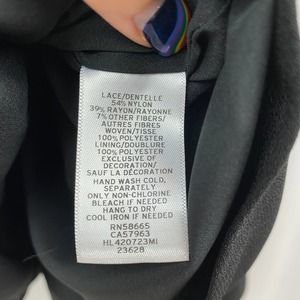 LACE/DENTELLE
54% NYLON
39% RAYON/RAYONNE
7% OTHER FIBERS/
AUTRES FIBRES
WOVEN/TISSE
100% POLYESTER
LINING/DOUBLURE
100% POLYESTER
EXCLUSIVE OF
DECORATION/
SAUF LA DÉCORATION
HAND WASH COLD,
SEPARATELY
ONLY NON-CHLORINE
BLEACH IF NEEDED
HANG TO DRY
COOL IRON IF NEEDED
RN58665
CA57963
HL420723MI
23628